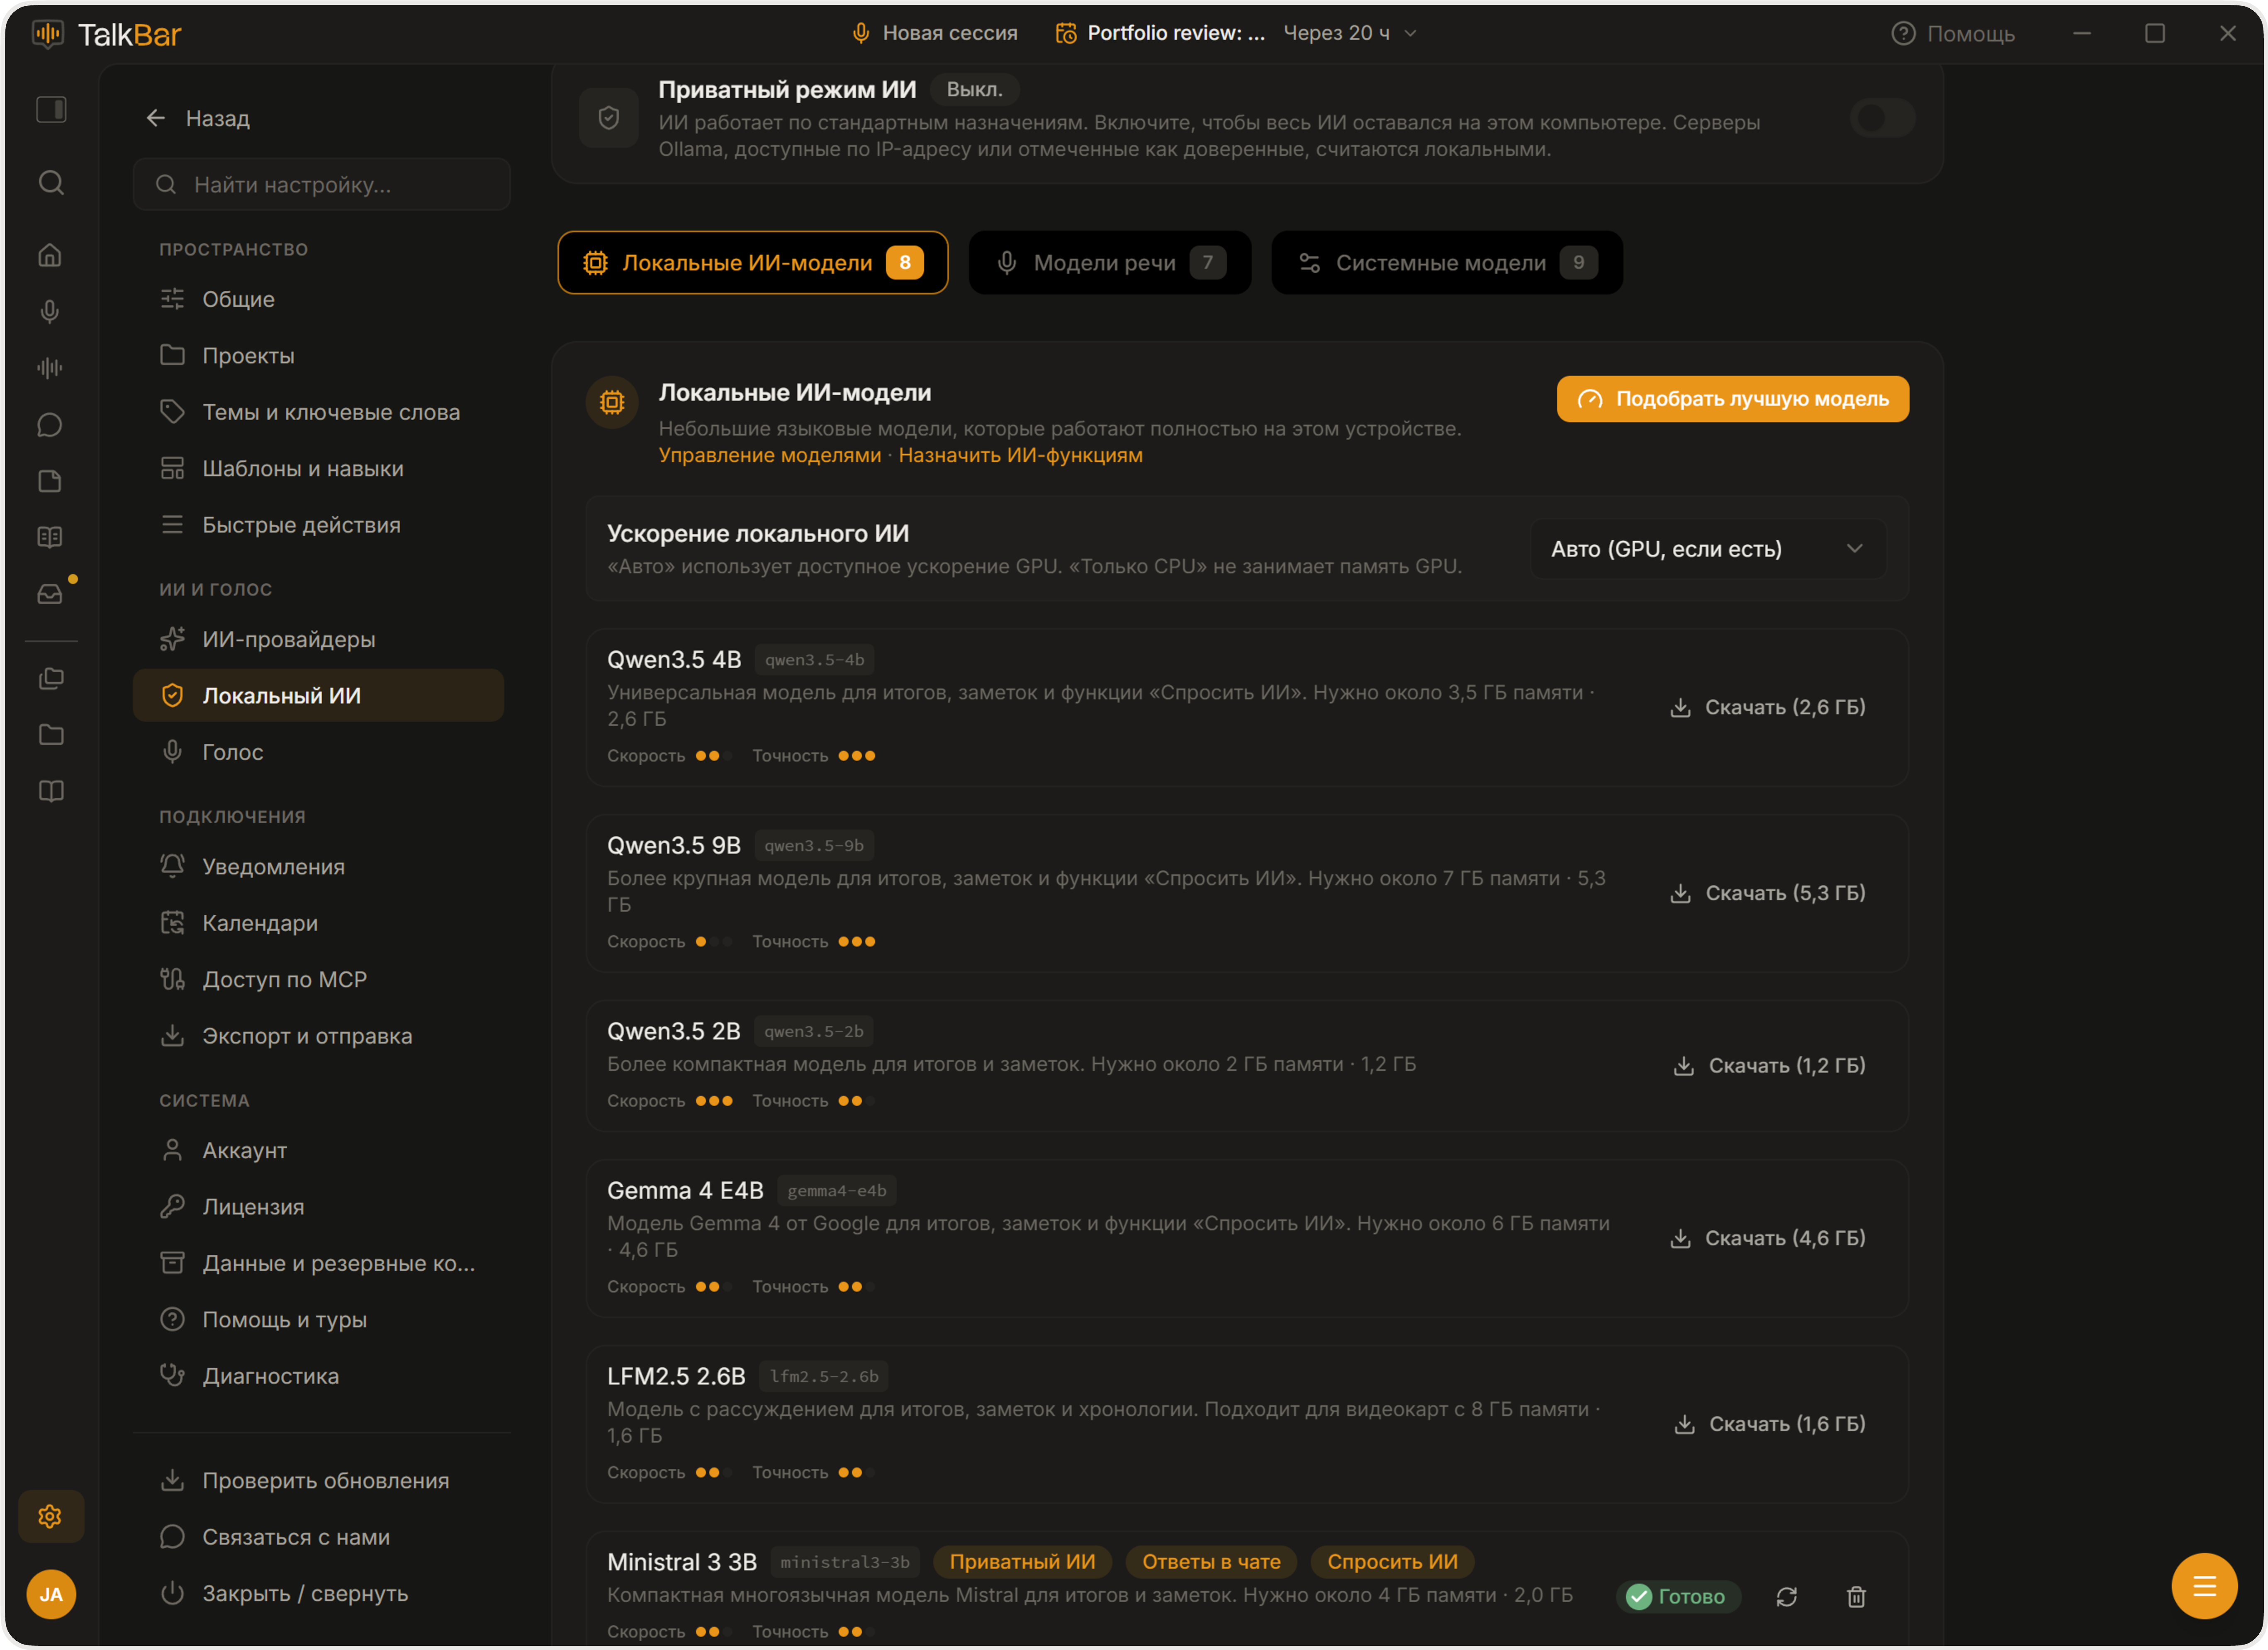 TalkBar
Новая сессия
Portfolio review: ... Через 20 ч
Помощь
Назад
Найти настройку...
ПРОСТРАНСТВО
Общие
Проекты
Темы и ключевые слова
Шаблоны и навыки
Быстрые действия
ИИ И ГОЛОС
ИИ-провайдеры
Локальный ИИ
Голос
ПОДКЛЮЧЕНИЯ
Уведомления
Календари
Доступ по MCP
Экспорт и отправка
СИСТЕМА
Аккаунт
Лицензия
Данные и резервные ко...
Помощь и туры
Диагностика
Проверить обновления
Связаться с нами
Закрыть / свернуть
JA
Приватный режим ИИ Выкл.
ИИ работает по стандартным назначениям. Включите, чтобы весь ИИ оставался на этом компьютере. Серверы
Ollama, доступные по IP-адресу или отмеченные как доверенные, считаются локальными.
Локальные ИИ-модели 8
Модели речи 7
Системные модели 9
Локальные ИИ-модели
Небольшие языковые модели, которые работают полностью на этом устройстве.
Управление моделями · Назначить ИИ-функциям
Подобрать лучшую модель
Ускорение локального ИИ
«Авто» использует доступное ускорение GPU. «Только CPU» не занимает память GPU.
Авто (GPU, если есть)
Qwen3.5 4B qwen3.5-4b
Универсальная модель для итогов, заметок и функции «Спросить ИИ». Нужно около 3,5 ГБ памяти ·
2,6 ГБ
Скорость Точность
Скачать (2,6 ГБ)
Qwen3.5 9B qwen3.5-9b
Более крупная модель для итогов, заметок и функции «Спросить ИИ». Нужно около 7 ГБ памяти · 5,3
ГБ
Скорость Точность
Скачать (5,3 ГБ)
Qwen3.5 2B qwen3.5-2b
Более компактная модель для итогов и заметок. Нужно около 2 ГБ памяти · 1,2 ГБ
Скорость Точность
Скачать (1,2 ГБ)
Gemma 4 E4B gemma4-e4b
Модель Gemma 4 от Google для итогов, заметок и функции «Спросить ИИ». Нужно около 6 ГБ памяти
· 4,6 ГБ
Скорость Точность
Скачать (4,6 ГБ)
LFM2.5 2.6B lfm2.5-2.6b
Модель с рассуждением для итогов, заметок и хронологии. Подходит для видеокарт с 8 ГБ памяти ·
1,6 ГБ
Скорость Точность
Скачать (1,6 ГБ)
Ministral 3 3B ministral3-3b Приватный ИИ Ответы в чате Спросить ИИ
Компактная многоязычная модель Mistral для итогов и заметок. Нужно около 4 ГБ памяти · 2,0 ГБ
Скорость Точность
Готово